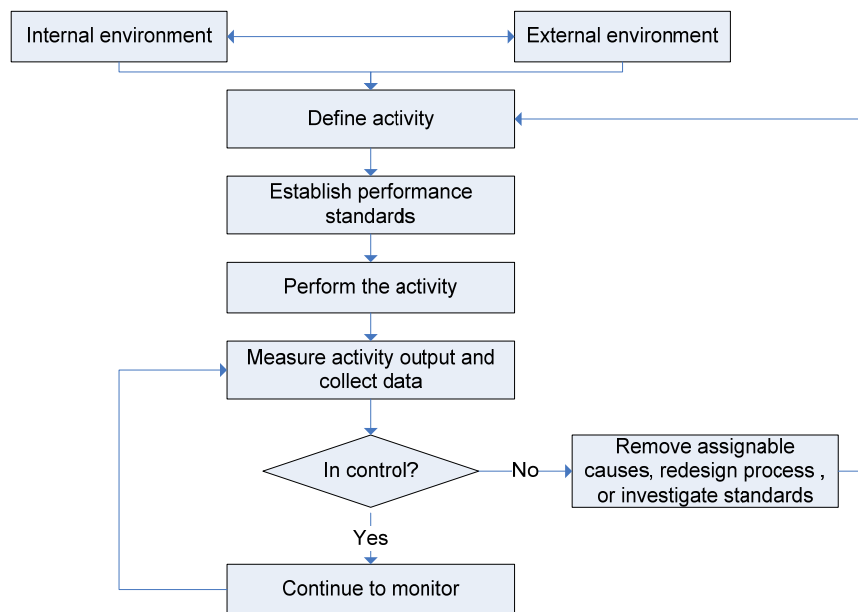 Internal environment
External environment
Define activity
Establish performance
standards
Perform the activity
Measure activity output and
collect data
In control?
No
Remove assignable
causes, redesign process ,
or investigate standards
Yes
Continue to monitor